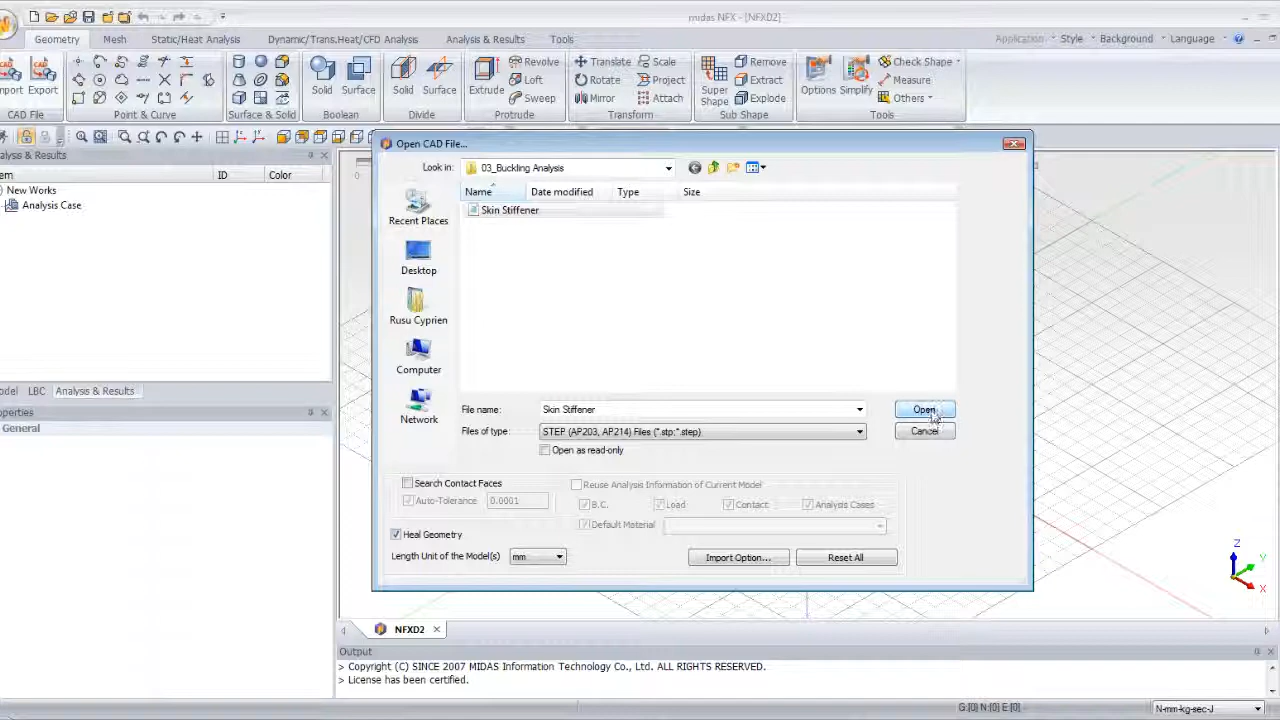 midas NFX - [NFXD2]
Geometry Mesh Static/Heat Analysis Dynamic/Trans.Heat/CFD Analysis Analysis & Results Tools Application Style Background Language
Revolve Translate Scale Remove Check Shape
Loft Rotate Project Extract Measure
Import Export Solid Surface Solid Surface Extrude Sweep Mirror Attach Super Shape Explode Options Simplify Others
CAD File Point & Curve Surface & Solid Boolean Divide Protrude Transform Sub Shape Tools
Open CAD File...
alysis & Results
em ID Color
New Works
Analysis Case
Look in: 03_Buckling Analysis
Name Date modified Type Size
Skin Stiffener
Recent Places
Desktop
Rusu Cyprien
Computer
Network
File name: Skin Stiffener Open
Files of type: STEP (AP203, AP214) Files (*.stp;*.step) Cancel
Open as read-only
Search Contact Faces
Auto-Tolerance 0.0001
Reuse Analysis Information of Current Model
B.C. Load Contact Analysis Cases
Default Material
Heal Geometry
Length Unit of the Model(s) mm Import Option... Reset All
odel LBC Analysis & Results
operties
General
Z
Y
X
NFXD2
Output
> Copyright (C) SINCE 2007 MIDAS Information Technology Co., Ltd. ALL RIGHTS RESERVED.
> License has been certified.
G:[0] N:[0] E:[0] N-mm-kg-sec-J